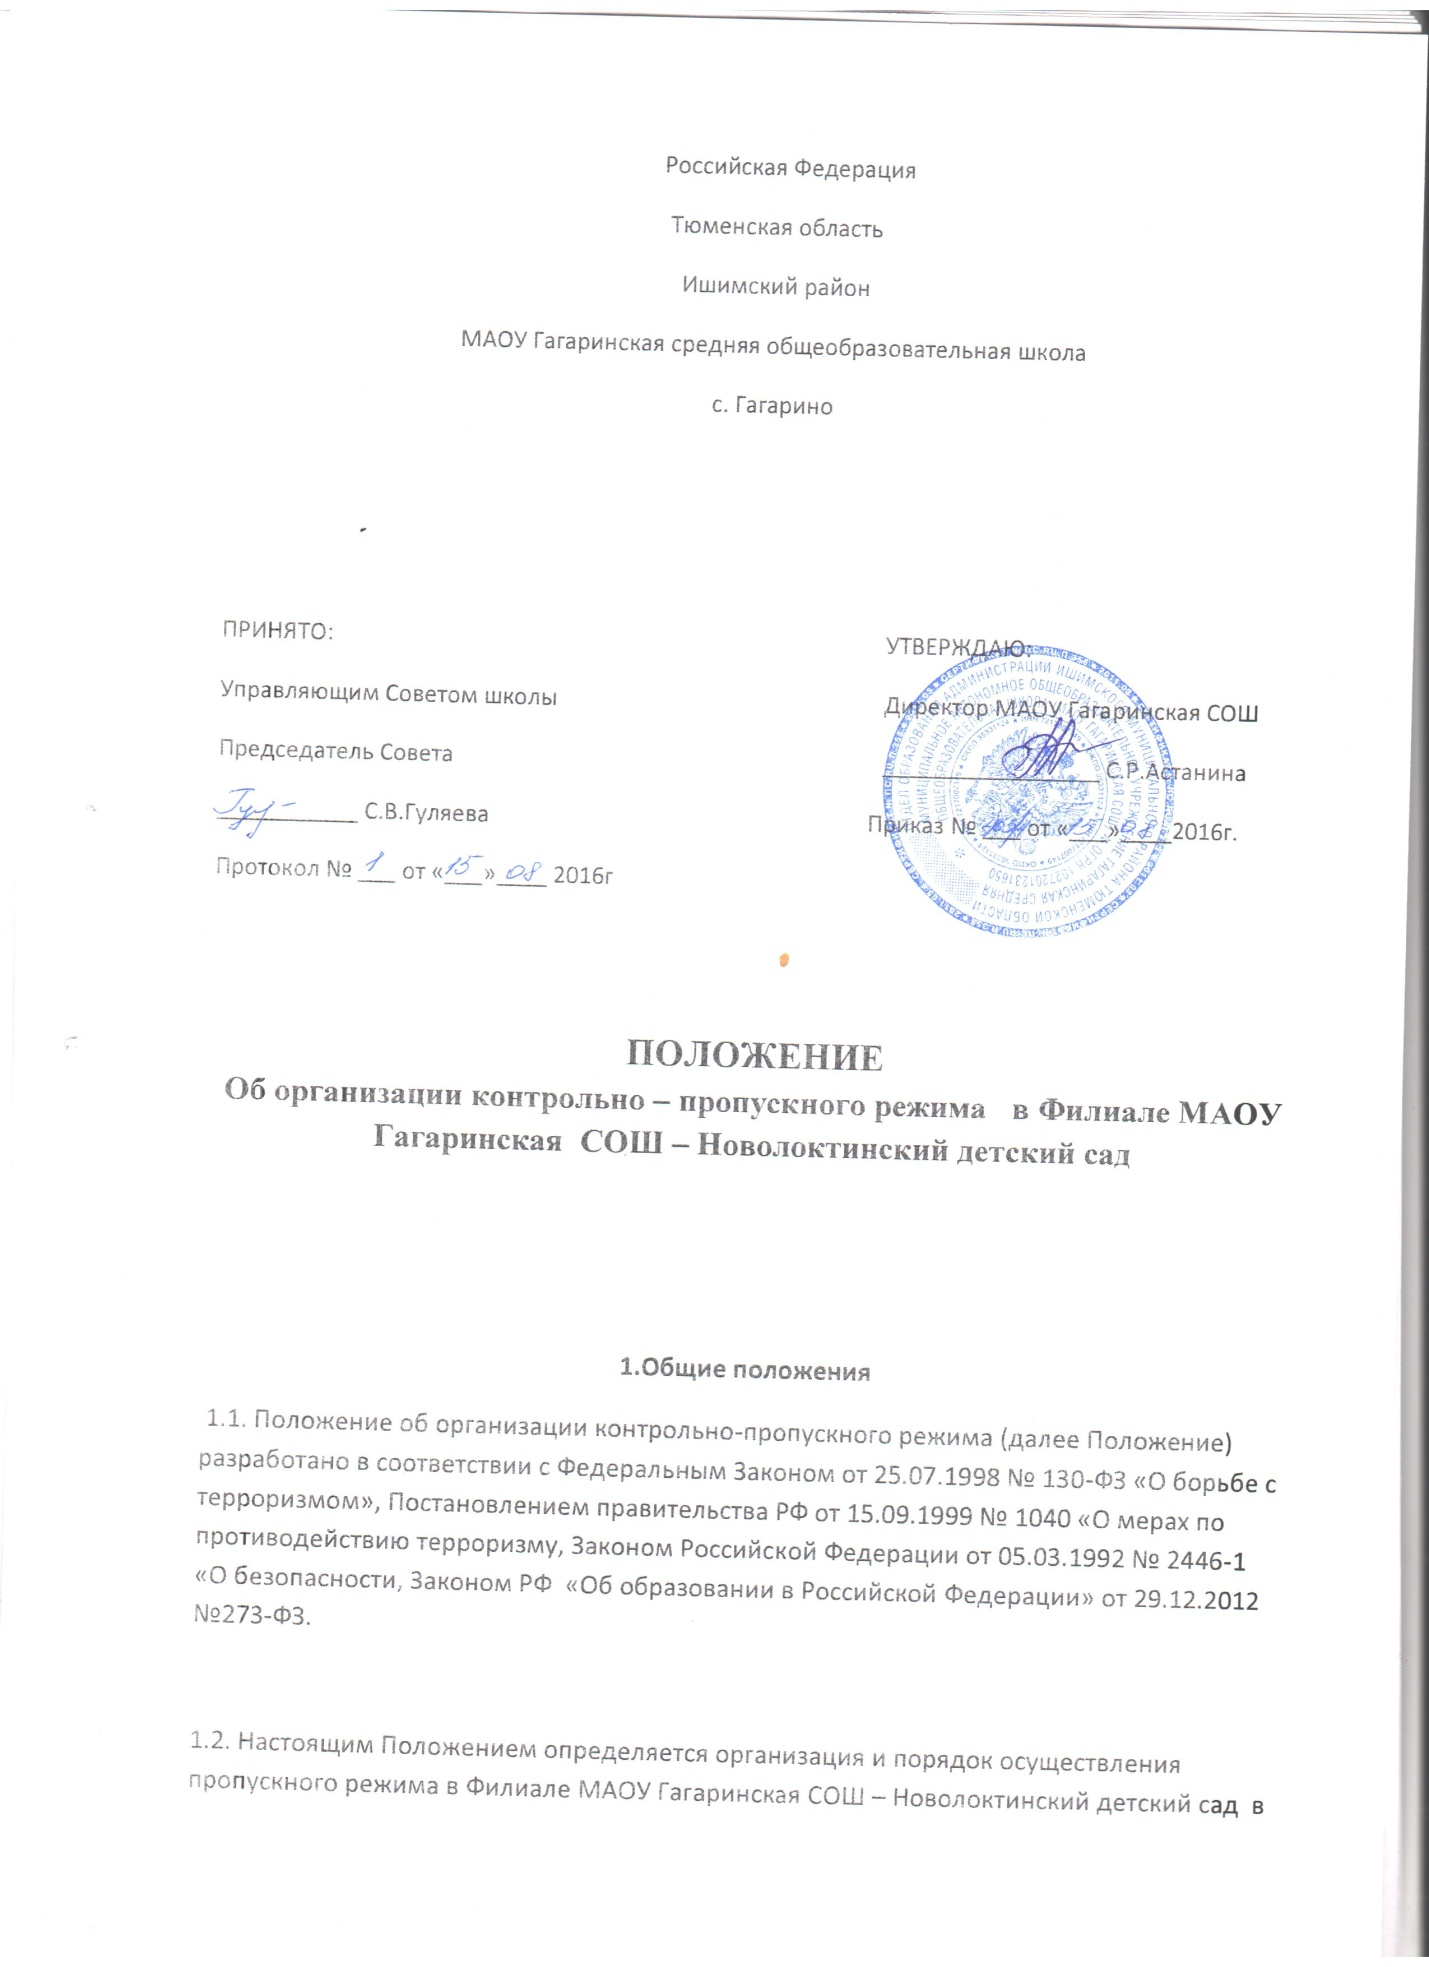 Российская Федерация
Тюменская область
Ишимский район
МАОУ Гагаринская средняя общеобразовательная школа
с. Гагарино
ПРИНЯТО:
Управляющим Советом школы
Председатель Совета
___________ С.В.Гуляева
Протокол № 1 от «15» 08 2016г
УТВЕРЖДАЮ:
Директор МАОУ Гагаринская СОШ
_________________ С.Р.Астанина
Приказ № ___ от «15» 08 2016г.
ПОЛОЖЕНИЕ
Об организации контрольно – пропускного режима в Филиале МАОУ
Гагаринская СОШ – Новолоктинский детский сад
1.Общие положения
1.1. Положение об организации контрольно-пропускного режима (далее Положение)
разработано в соответствии с Федеральным Законом от 25.07.1998 № 130-ФЗ «О борьбе с
терроризмом», Постановлением правительства РФ от 15.09.1999 № 1040 «О мерах по
противодействию терроризму, Законом Российской Федерации от 05.03.1992 № 2446-1
«О безопасности, Законом РФ «Об образовании в Российской Федерации» от 29.12.2012
№273-ФЗ.
1.2. Настоящим Положением определяется организация и порядок осуществления
пропускного режима в Филиале МАОУ Гагаринская СОШ – Новолоктинский детский сад в